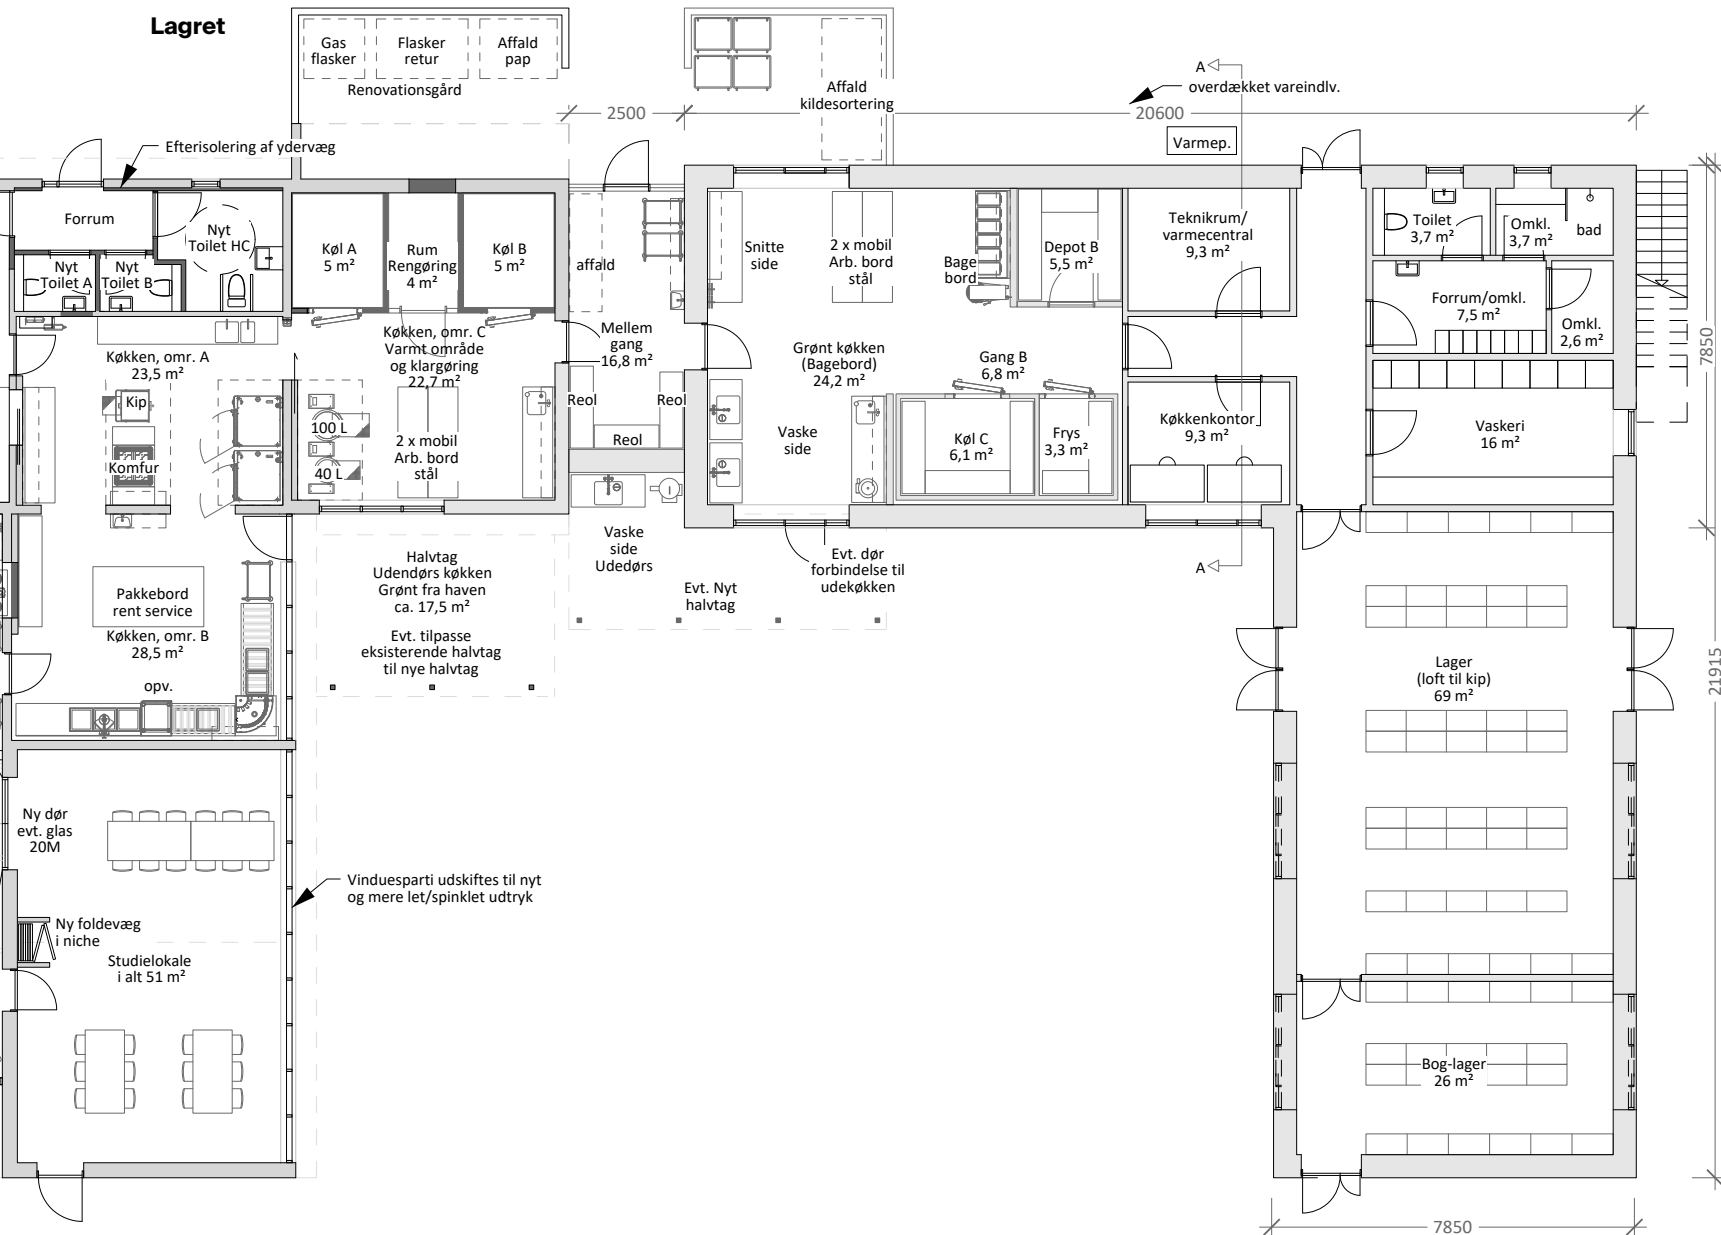 Lagret
Gas
flasker
Flasker
retur
Affald
pap
Renovationsgård
Affald
kildesortering
A
overdækket vareindlv.
2500
20600
Varmep.
Efterisolering af ydervæg
Forrum
Nyt
Toilet HC
Nyt
Toilet A
Nyt
Toilet B
Køl A
5 m²
Rum
Rengøring
4 m²
Køl B
5 m²
affald
Snitte
side
2 x mobil
Arb. bord
stål
Bage
bord
Depot B
5,5 m²
Teknikrum/
varmecentral
9,3 m²
Toilet
3,7 m²
Omkl.
3,7 m²
bad
Forrum/omkl.
7,5 m²
Omkl.
2,6 m²
7850
Køkken, omr. A
23,5 m²
Køkken, omr. C
Varmt område
og klargøring
22,7 m²
Mellem
gang
16,8 m²
Grønt køkken
(Bagebord)
24,2 m²
Gang B
6,8 m²
Kip
Komfur
100 L
40 L
2 x mobil
Arb. bord
stål
Reol
Reol
Reol
Vaske
side
Køl C
6,1 m²
Frys
3,3 m²
Køkkenkontor
9,3 m²
Vaskeri
16 m²
Vaske
side
Udedørs
Halvtag
Udendørs køkken
Grønt fra haven
ca. 17,5 m²
Evt. tilpasse
eksisterende halvtag
til nye halvtag
Evt. Nyt
halvtag
Evt. dør
forbindelse til
udekøkken
A
Pakkebord
rent service
Køkken, omr. B
28,5 m²
opv.
Lager
(loft til kip)
69 m²
21915
Ny dør
evt. glas
20M
Vinduesparti udskiftes til nyt
og mere let/spinklet udtryk
Ny foldevæg
i niche
Studielokale
i alt 51 m²
Bog-lager
26 m²
7850